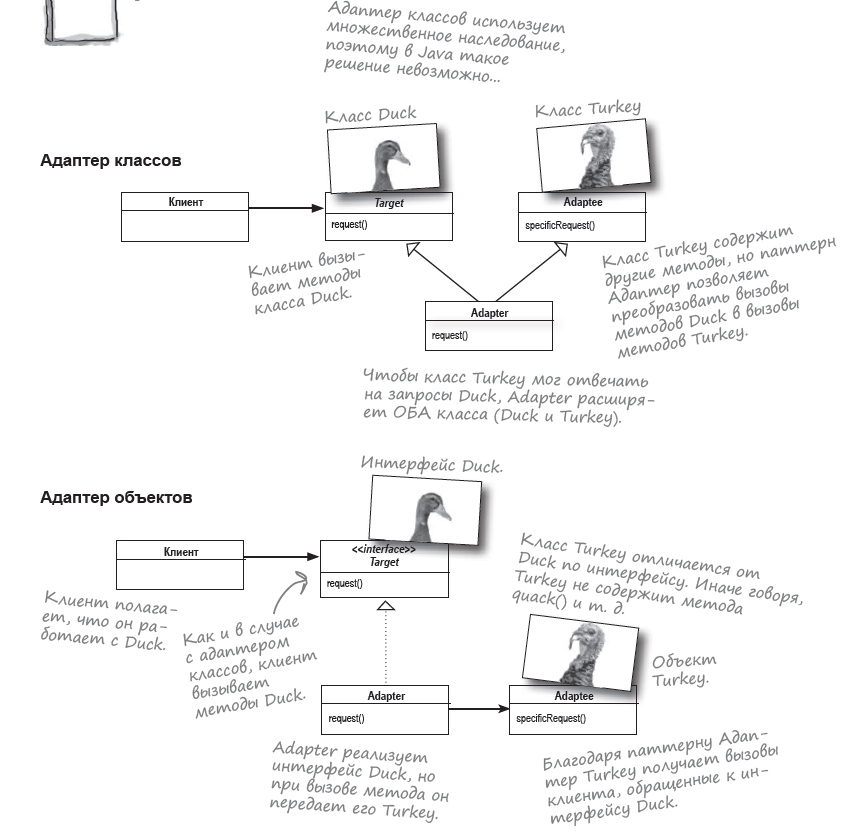 Адаптер классов использует
множественное наследование,
поэтому в Java такое
решение невозможно...
Класс Duck
Класс Turkey
Адаптер классов
Клиент
Target
request()
Adaptee
specificRequest()
Клиент вызы-
вает методы
класса Duck.
Класс Turkey содержит
другие методы, но паттерн
Адаптер позволяет
преобразовать вызовы
методов Duck в вызовы
методов Turkey.
Adapter
request()
Чтобы класс Turkey мог отвечать
на запросы Duck, Adapter расширя-
ет ОБА класса (Duck и Turkey).
Интерфейс Duck.
Адаптер объектов
Клиент
<<interface>>
Target
request()
Класс Turkey отличается от
Duck по интерфейсу. Иначе говоря,
Turkey не содержит метода
quack() и т. д.
Клиент полага-
ет, что он ра-
ботает с Duck.
Как и в случае
с адаптером
классов, клиент
вызывает
методы Duck.
Объект
Turkey.
Adapter
request()
Adaptee
specificRequest()
Adapter реализует
интерфейс Duck, но
при вызове метода он
передает его Turkey.
Благодаря паттерну Адап-
тер Turkey получает вызовы
клиента, обращенные к ин-
терфейсу Duck.